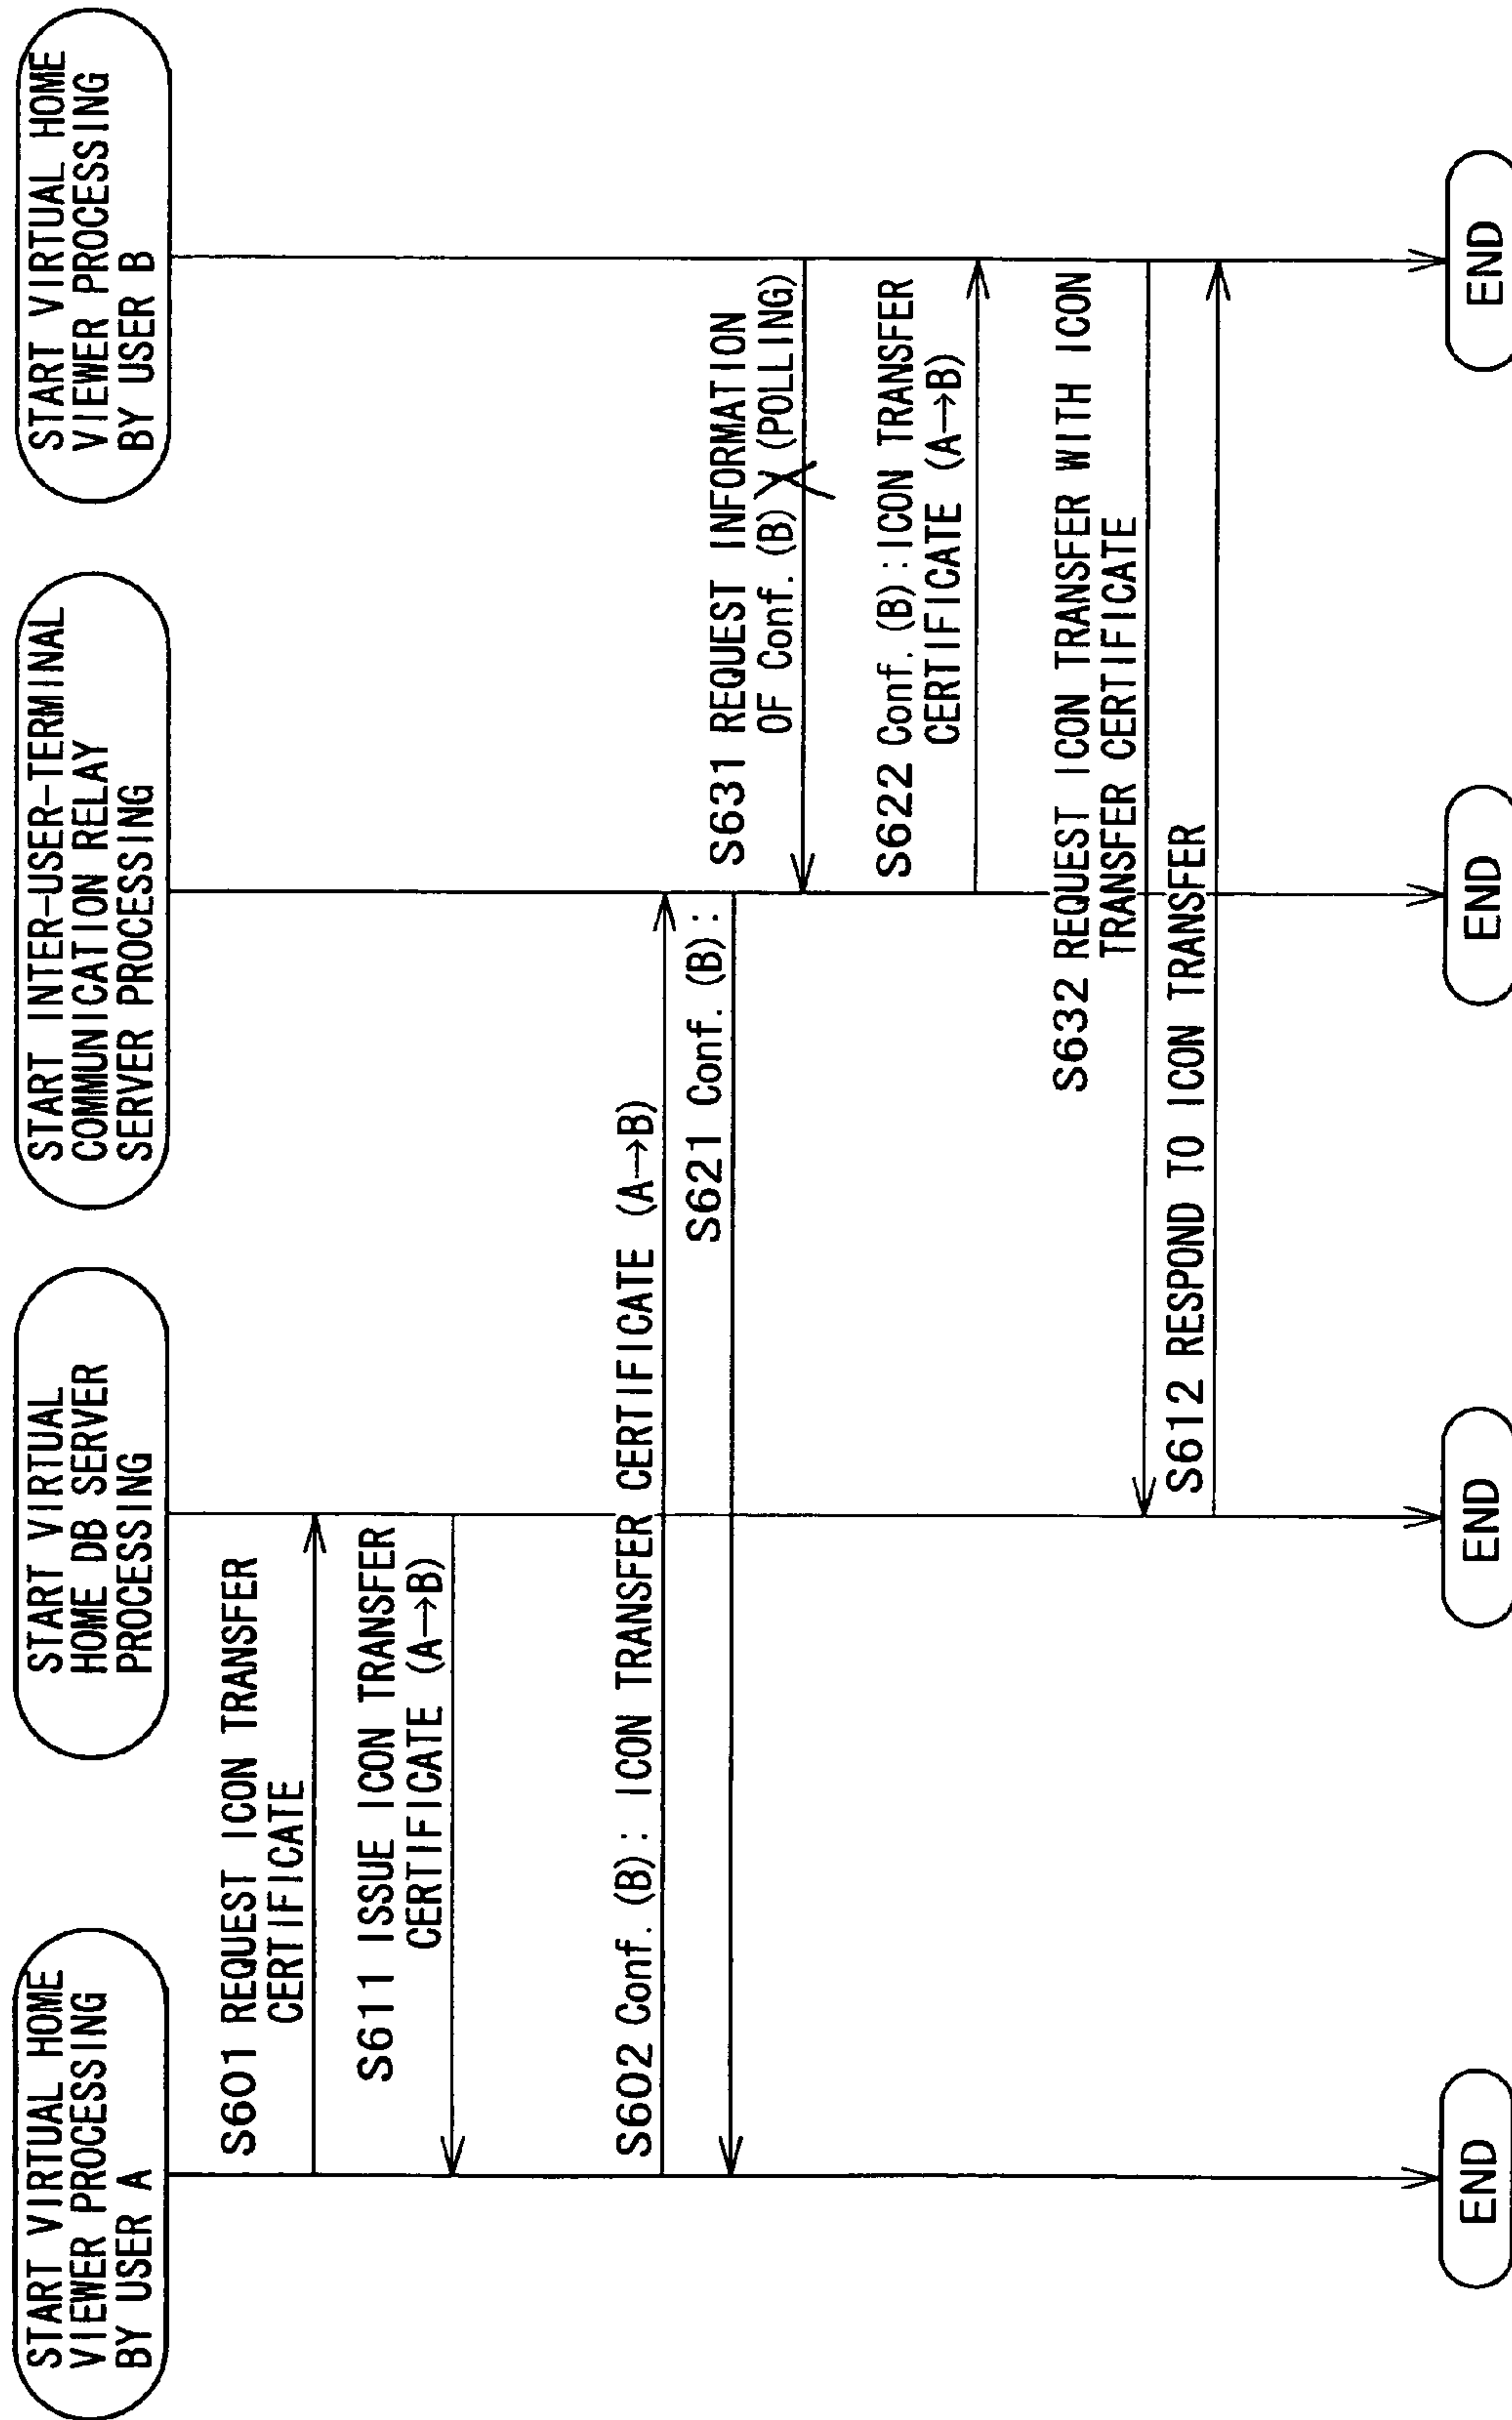 START VIRTUAL HOME
VIEWER PROCESSING
BY USER A
START VIRTUAL
HOME DB SERVER
PROCESSING
START INTER-USER-TERMINAL
COMMUNICATION RELAY
SERVER PROCESSING
START VIRTUAL HOME
VIEWER PROCESSING
BY USER B
S601 REQUEST ICON TRANSFER
CERTIFICATE
S611 ISSUE ICON TRANSFER
CERTIFICATE (A→B)
S602 Conf. (B): ICON TRANSFER CERTIFICATE (A→B)
S621 Conf. (B):
S631 REQUEST INFORMATION
OF Conf. (B) (POLLING)
S622 Conf. (B):ICON TRANSFER
CERTIFICATE (A→B)
S632 REQUEST ICON TRANSFER WITH ICON
TRANSFER CERTIFICATE
S612 RESPOND TO ICON TRANSFER
END
END
END
END